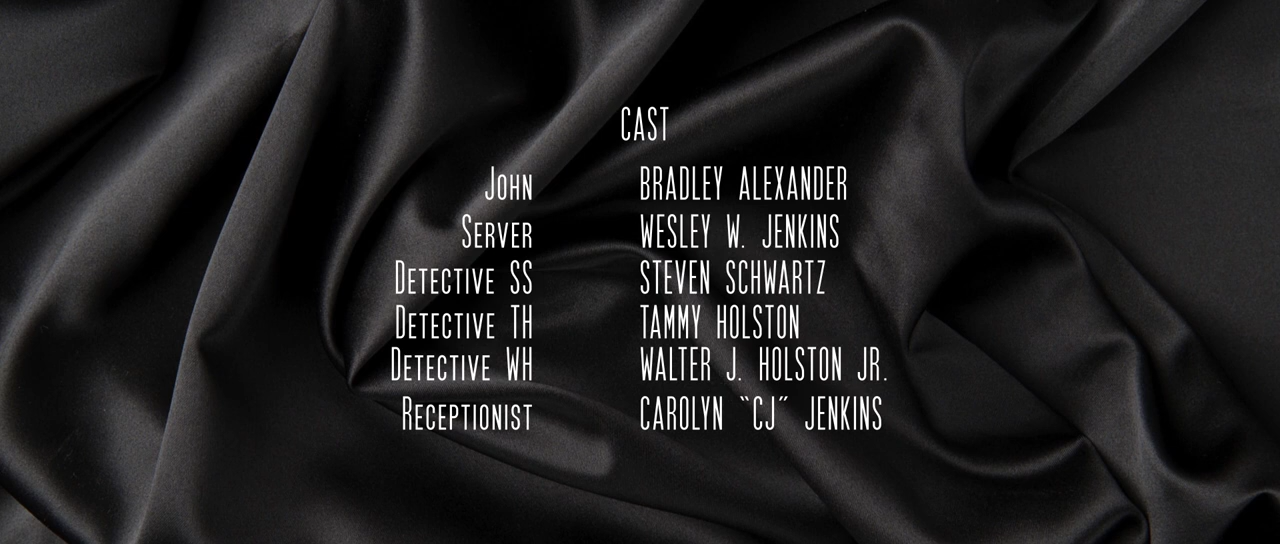 CAST
John BRADLEY ALEXANDER
Server WESLEY W. JENKINS
Detective SS STEVEN SCHWARTZ
Detective TH TAMMY HOLSTON
Detective WH WALTER J. HOLSTON JR.
Receptionist CAROLYN "CJ" JENKINS